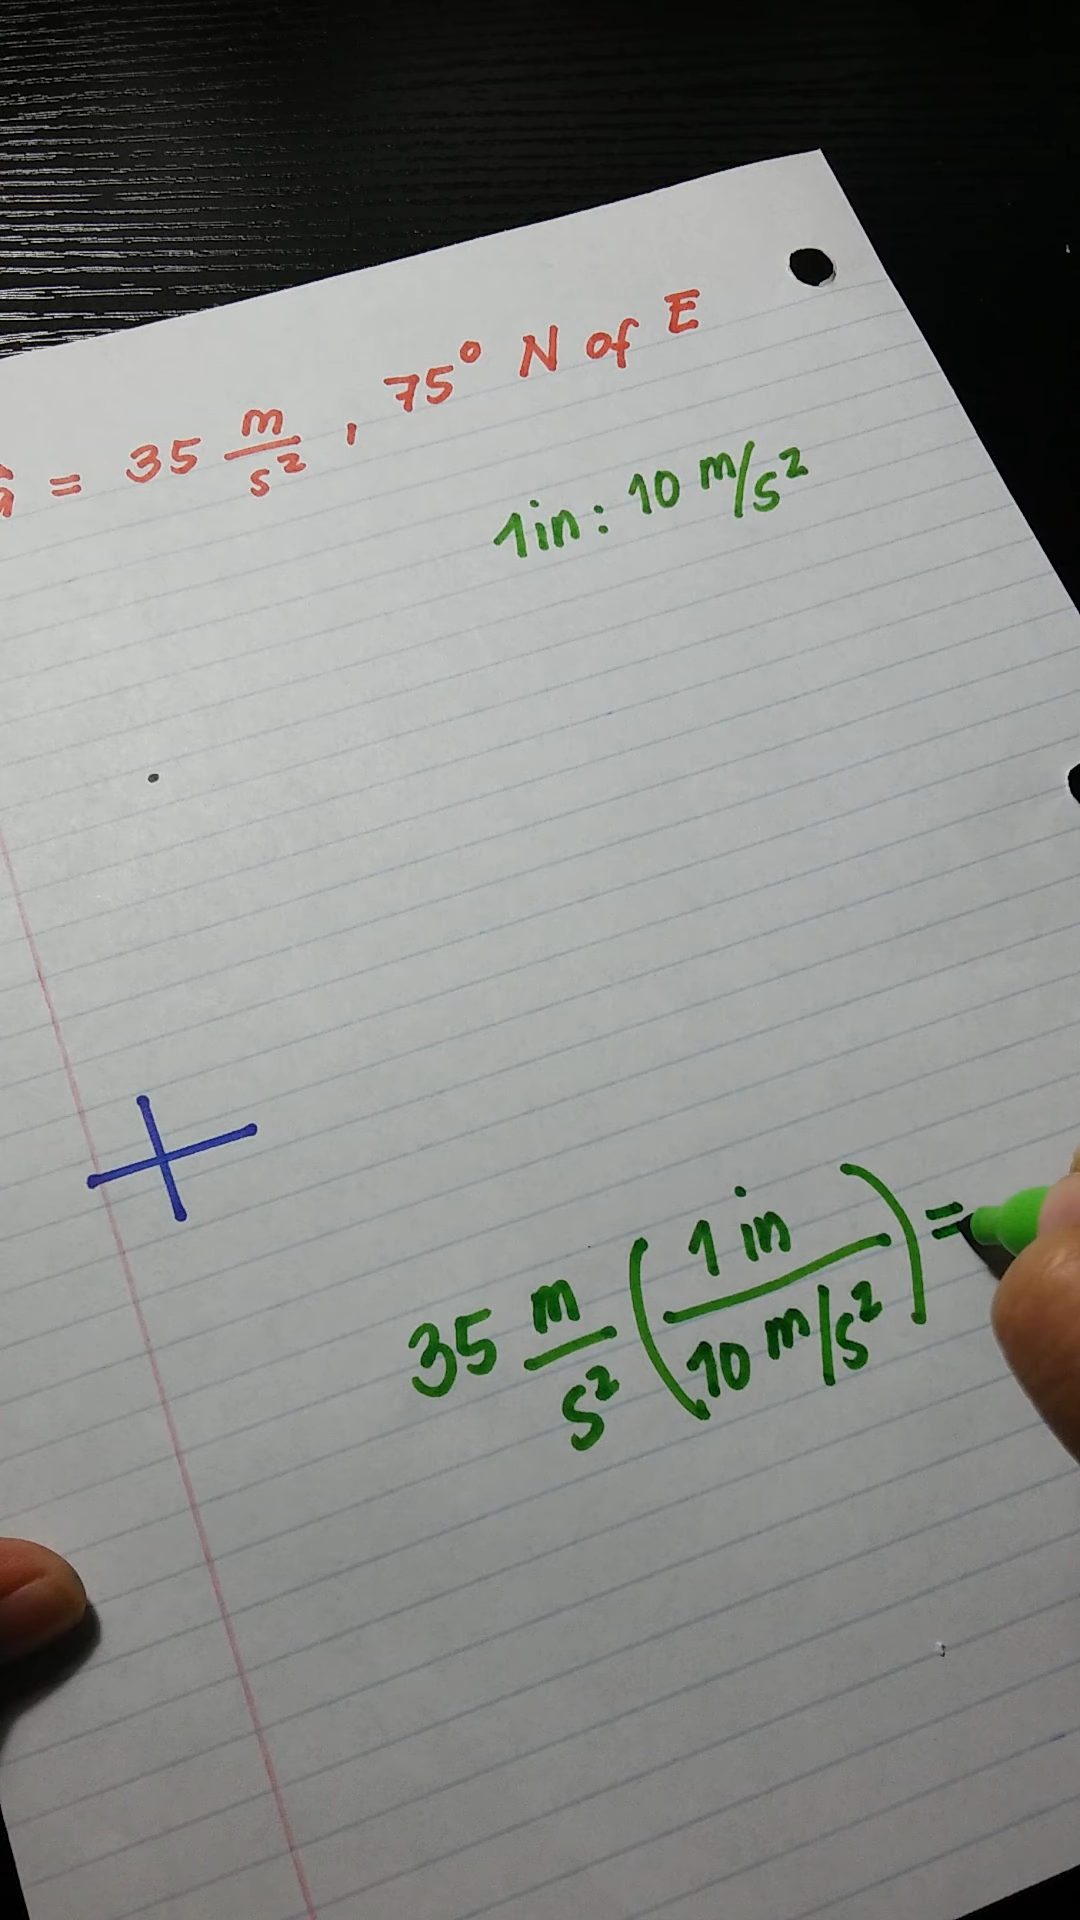 a⃗ = 35 m/s², 75° N of E
1in: 10 m/s²
35 m/s² (1 in / 10 m/s²) =